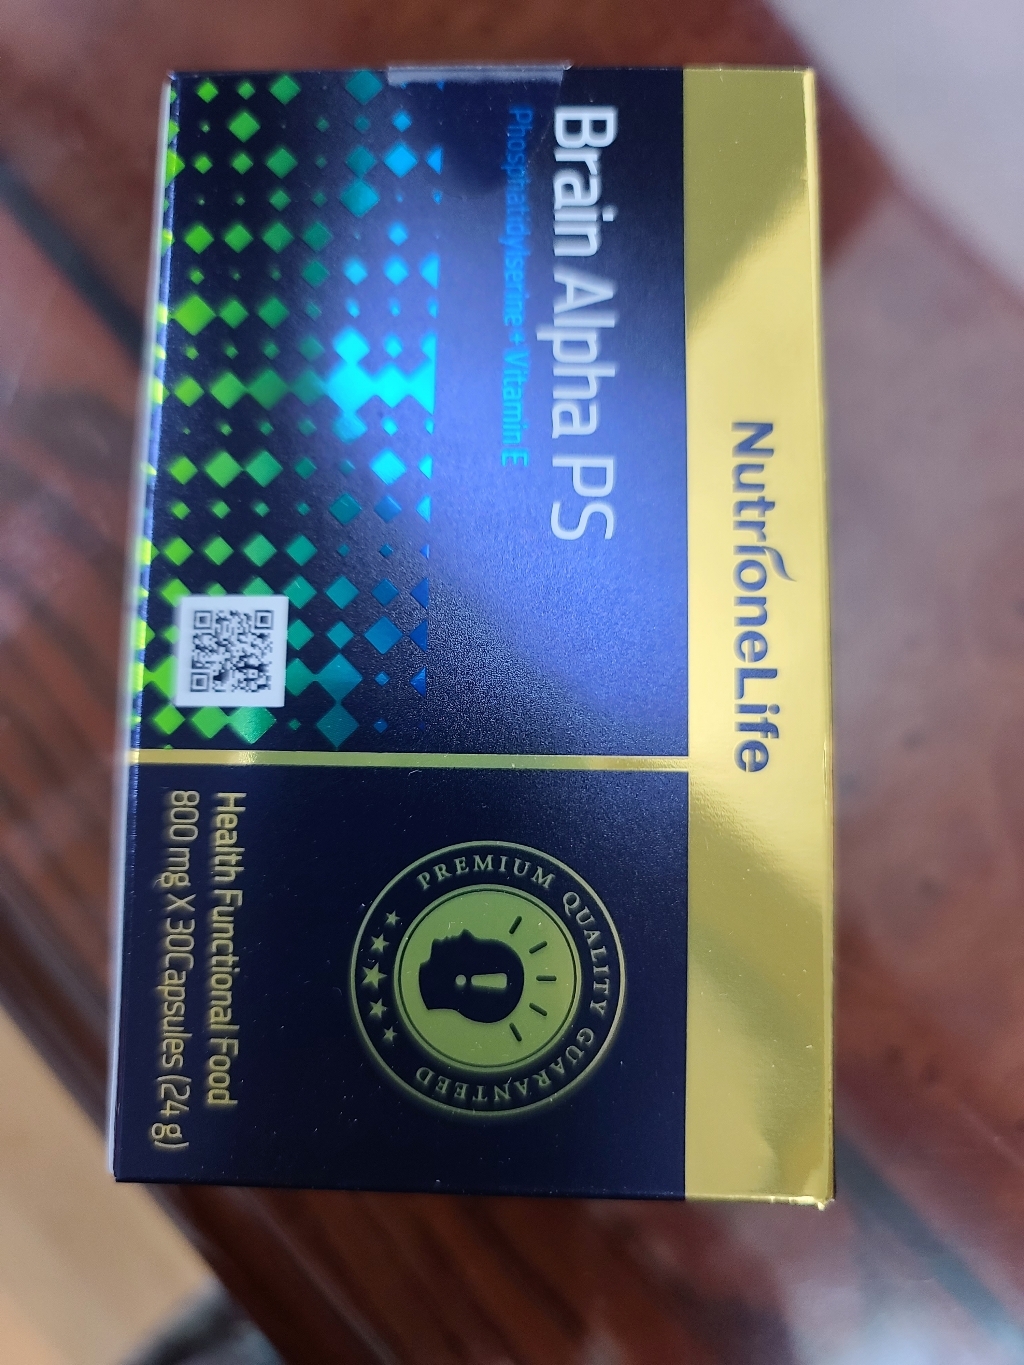 NutrioneLife
Brain Alpha PS
Phosphatidylserine + Vitamin E
PREMIUM QUALITY GUARANTEED
Health Functional Food
800 mg X 30Capsules (24 g)